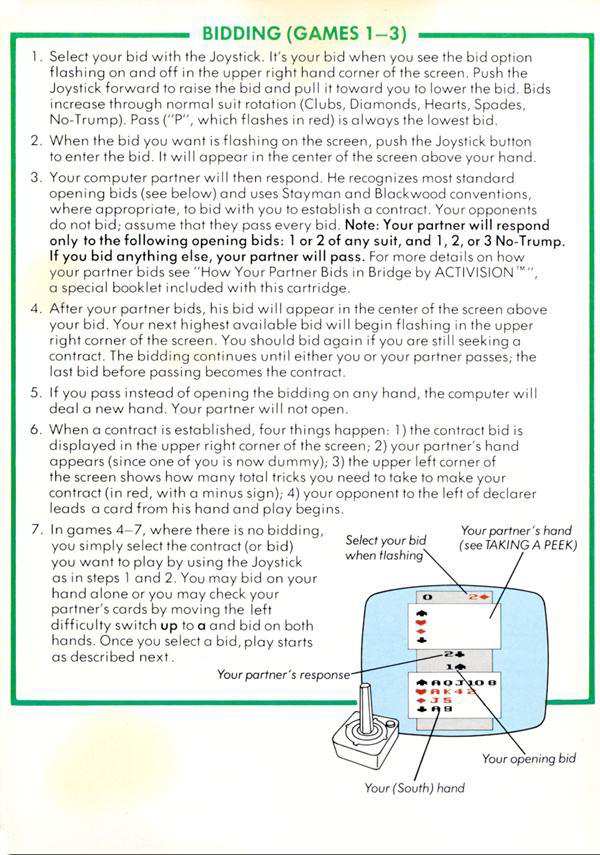 BIDDING (GAMES 1–3)
1. Select your bid with the Joystick. It's your bid when you see the bid option
flashing on and off in the upper right hand corner of the screen. Push the
Joystick forward to raise the bid and pull it toward you to lower the bid. Bids
increase through normal suit rotation (Clubs, Diamonds, Hearts, Spades,
No-Trump). Pass ("P", which flashes in red) is always the lowest bid.
2. When the bid you want is flashing on the screen, push the Joystick button
to enter the bid. It will appear in the center of the screen above your hand.
3. Your computer partner will then respond. He recognizes most standard
opening bids (see below) and uses Stayman and Blackwood conventions,
where appropriate, to bid with you to establish a contract. Your opponents
do not bid; assume that they pass every bid. Note: Your partner will respond
only to the following opening bids: 1 or 2 of any suit, and 1, 2, or 3 No-Trump.
If you bid anything else, your partner will pass. For more details on how
your partner bids see "How Your Partner Bids in Bridge by ACTIVISION™",
a special booklet included with this cartridge.
4. After your partner bids, his bid will appear in the center of the screen above
your bid. Your next highest available bid will begin flashing in the upper
right corner of the screen. You should bid again if you are still seeking a
contract. The bidding continues until either you or your partner passes; the
last bid before passing becomes the contract.
5. If you pass instead of opening the bidding on any hand, the computer will
deal a new hand. Your partner will not open.
6. When a contract is established, four things happen: 1) the contract bid is
displayed in the upper right corner of the screen; 2) your partner's hand
appears (since one of you is now dummy); 3) the upper left corner of
the screen shows how many total tricks you need to take to make your
contract (in red, with a minus sign); 4) your opponent to the left of declarer
leads a card from his hand and play begins.
7. In games 4–7, where there is no bidding,
you simply select the contract (or bid)
you want to play by using the Joystick
as in steps 1 and 2. You may bid on your
hand alone or you may check your
partner's cards by moving the left
difficulty switch up to a and bid on both
hands. Once you select a bid, play starts
as described next.
Select your bid
when flashing
Your partner's hand
(see TAKING A PEEK)
0 2♦
♠
♥
♦
♣
2♣
1♠
♠ A Q J 10 8
♥ A K 4 2
♦ J 5
♣ A 9
Your partner's response
Your opening bid
Your (South) hand